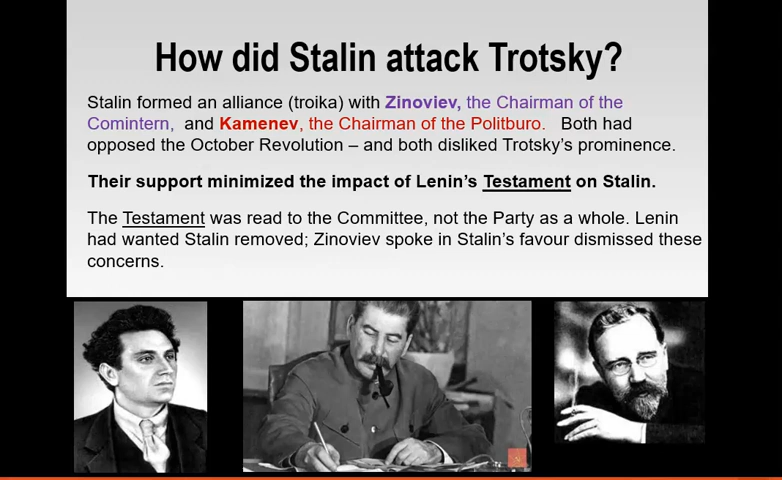 How did Stalin attack Trotsky?
Stalin formed an alliance (troika) with Zinoviev, the Chairman of the
Comintern, and Kamenev, the Chairman of the Politburo. Both had
opposed the October Revolution – and both disliked Trotsky's prominence.
Their support minimized the impact of Lenin's Testament on Stalin.
The Testament was read to the Committee, not the Party as a whole. Lenin
had wanted Stalin removed; Zinoviev spoke in Stalin's favour dismissed these
concerns.